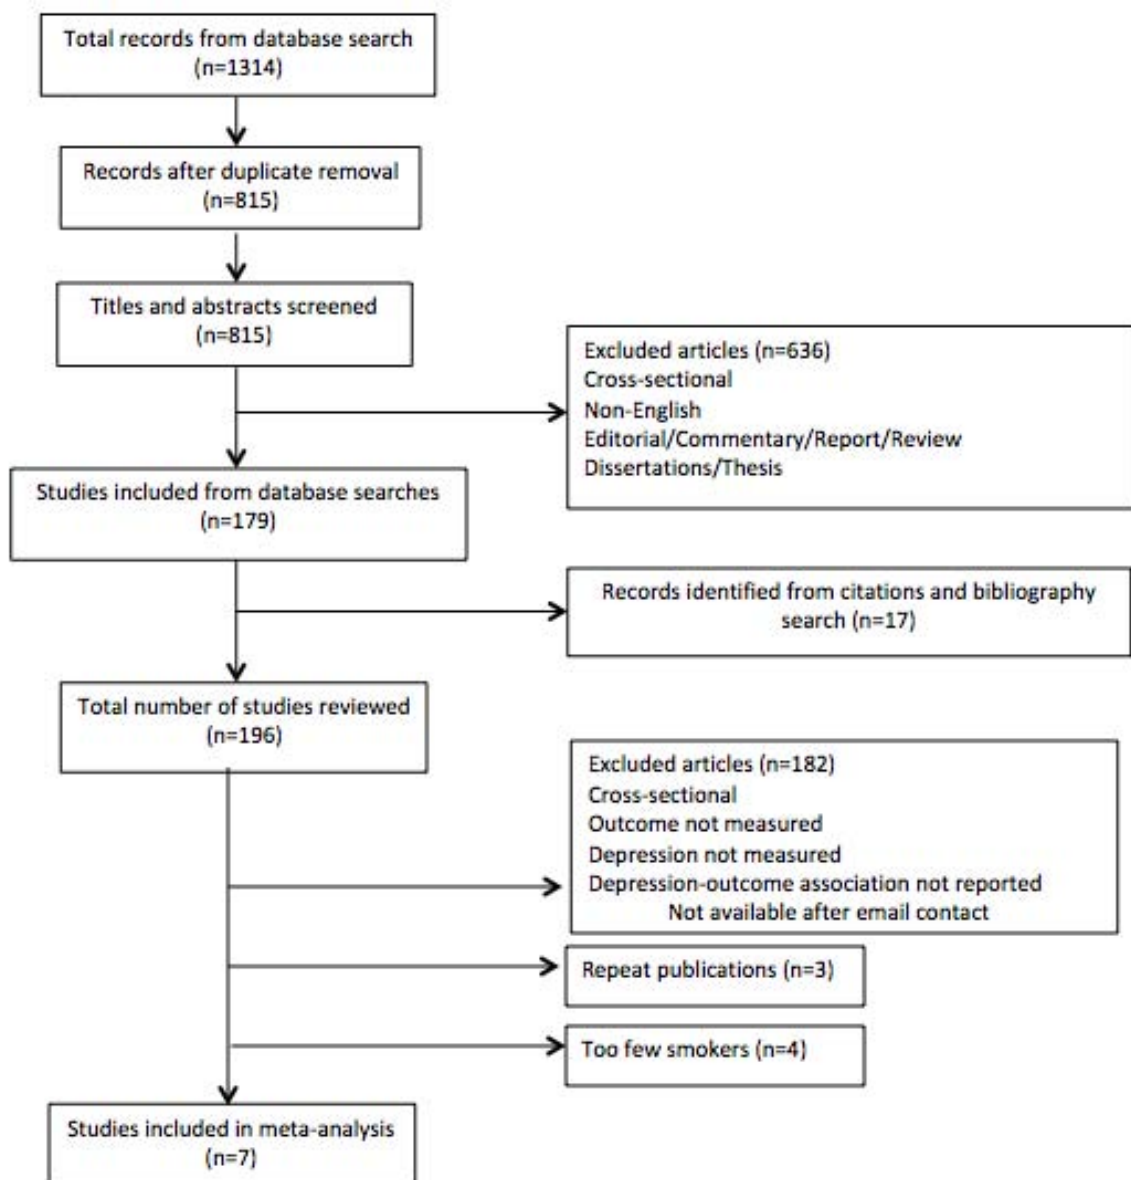 Total records from database search
(n=1314)
Records after duplicate removal
(n=815)
Titles and abstracts screened
(n=815)
Excluded articles (n=636)
Cross-sectional
Non-English
Editorial/Commentary/Report/Review
Dissertations/Thesis
Studies included from database searches
(n=179)
Records identified from citations and bibliography
search (n=17)
Total number of studies reviewed
(n=196)
Excluded articles (n=182)
Cross-sectional
Outcome not measured
Depression not measured
Depression-outcome association not reported
Not available after email contact
Repeat publications (n=3)
Too few smokers (n=4)
Studies included in meta-analysis
(n=7)